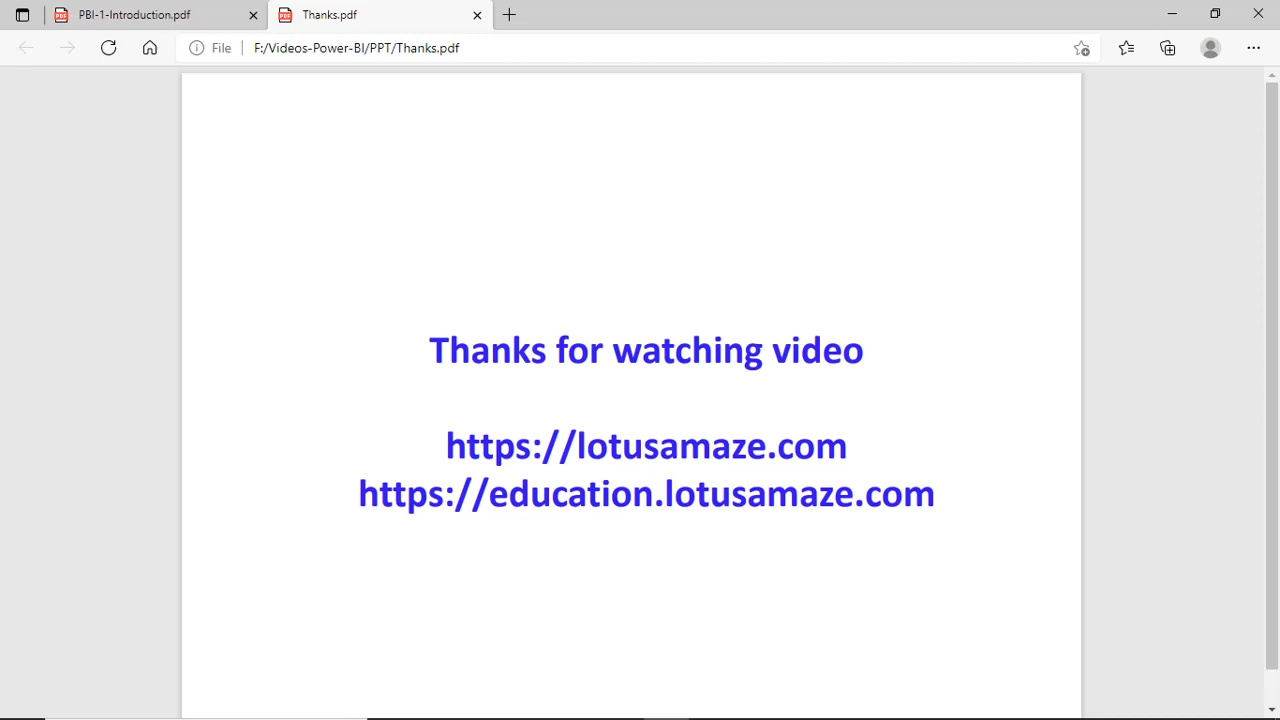 PBI-1-Introduction.pdf
Thanks.pdf
File
F:/Videos-Power-BI/PPT/Thanks.pdf
Thanks for watching video
https://lotusamaze.com
https://education.lotusamaze.com